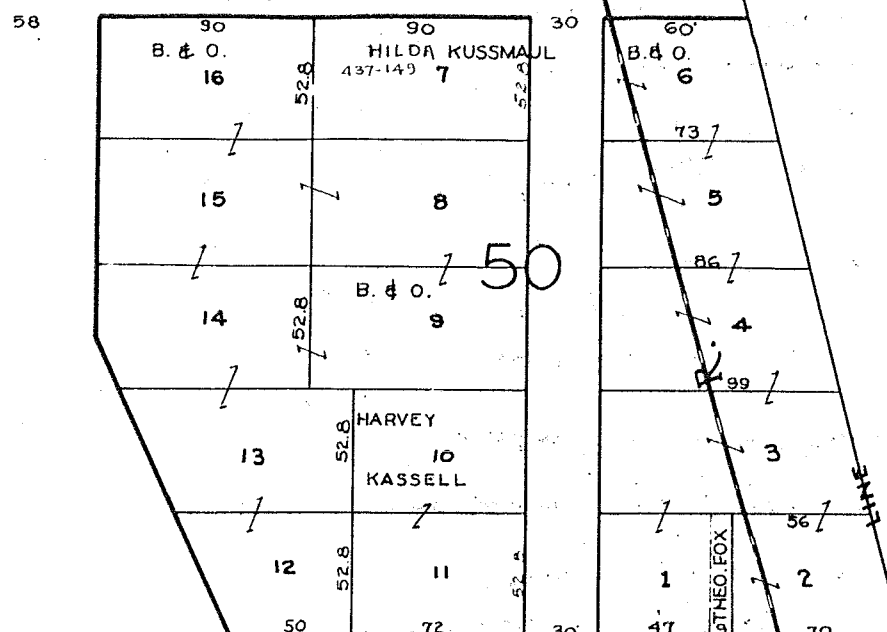 58 90 90 30 60'
B. & O. HILDA KUSSMAUL B. & O.
16 52.8 437-149 7 52.8 6
73
15 8 5
50 86
B. & O.
14 52.8 9 4
R. 99
HARVEY
13 52.8 10 3
KASSELL
LINE
56
12 52.8 11 52.8 1 THEO. FOX 2
50 72 30' 47 70